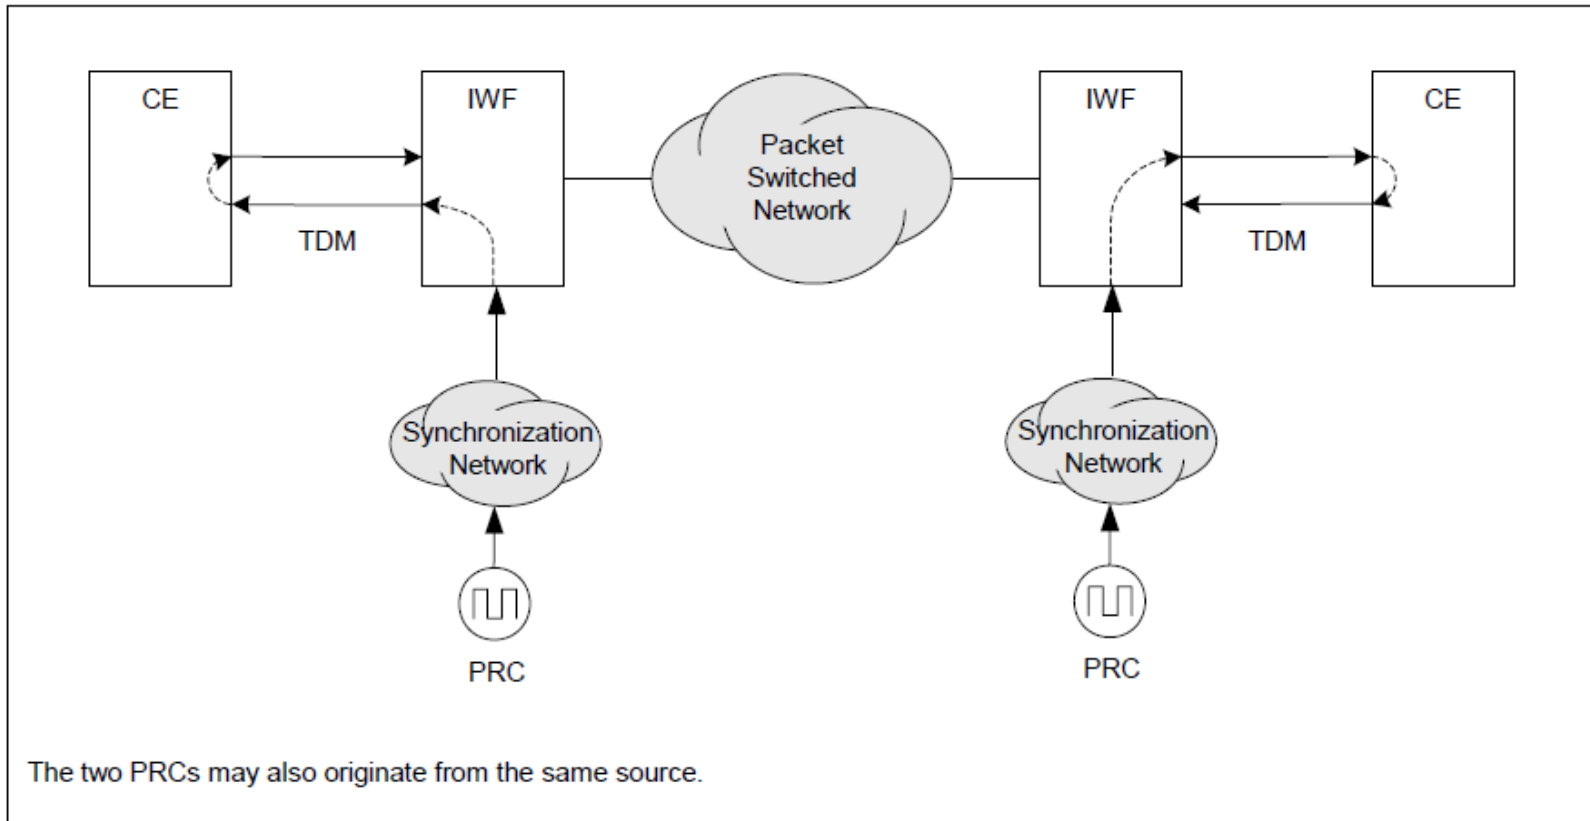 CE
IWF
Packet
Switched
Network
IWF
CE
TDM
TDM
Synchronization
Network
Synchronization
Network
PRC
PRC
The two PRCs may also originate from the same source.